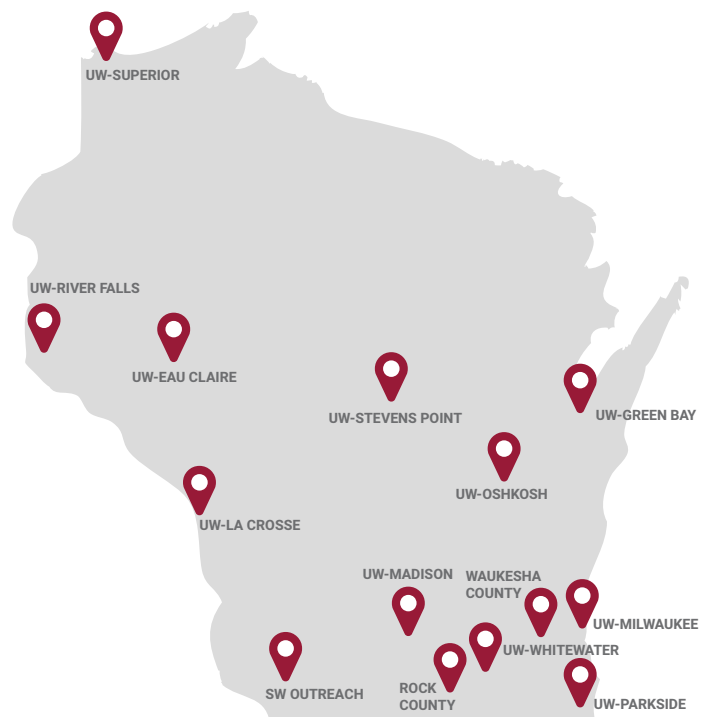 UW-SUPERIOR
UW-RIVER FALLS
UW-EAU CLAIRE
UW-STEVENS POINT
UW-GREEN BAY
UW-OSHKOSH
UW-LA CROSSE
UW-MADISON
WAUKESHA
COUNTY
UW-MILWAUKEE
UW-WHITEWATER
SW OUTREACH
ROCK
COUNTY
UW-PARKSIDE